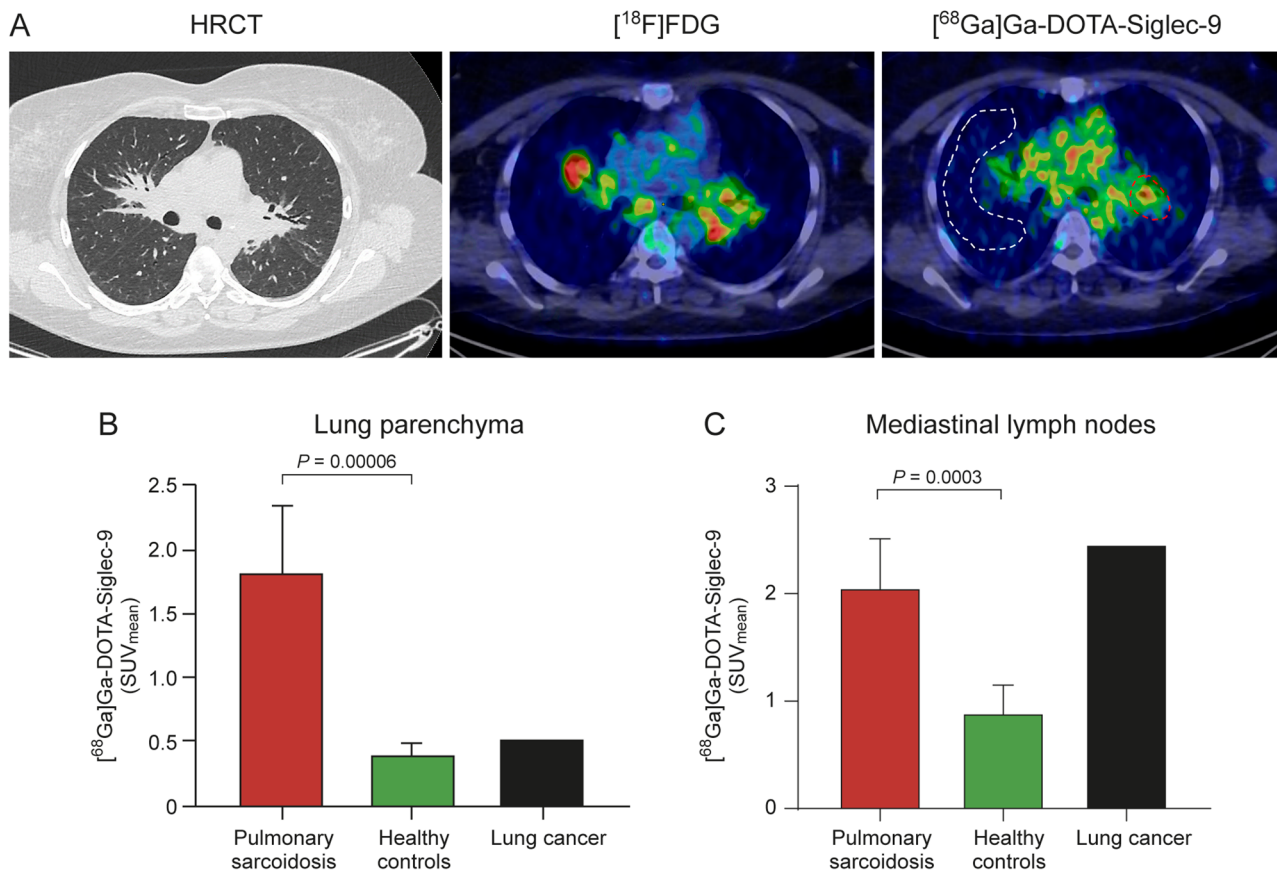 A
HRCT
[¹⁸F]FDG
[⁶⁸Ga]Ga-DOTA-Siglec-9
B
Lung parenchyma
P = 0.00006
2.5
2.0
1.5
1.0
0.5
0
[⁶⁸Ga]Ga-DOTA-Siglec-9
(SUVmean)
Pulmonary
sarcoidosis
Healthy
controls
Lung cancer
C
Mediastinal lymph nodes
P = 0.0003
3
2
1
0
[⁶⁸Ga]Ga-DOTA-Siglec-9
(SUVmean)
Pulmonary
sarcoidosis
Healthy
controls
Lung cancer